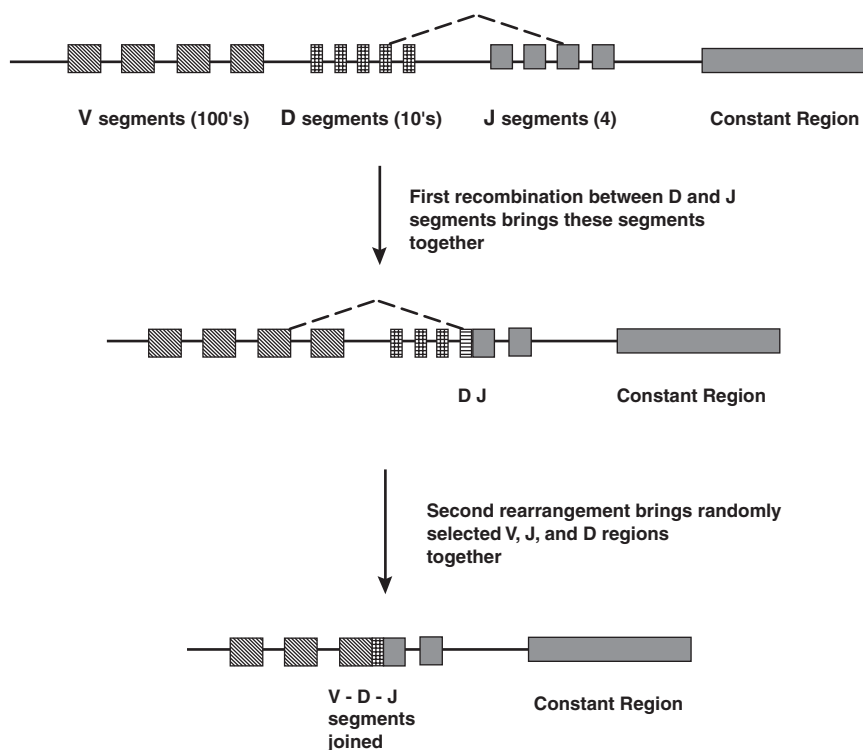 V segments (100's) D segments (10's) J segments (4) Constant Region
First recombination between D and J
segments brings these segments
together
D J Constant Region
Second rearrangement brings randomly
selected V, J, and D regions
together
V - D - J
segments
joined
Constant Region